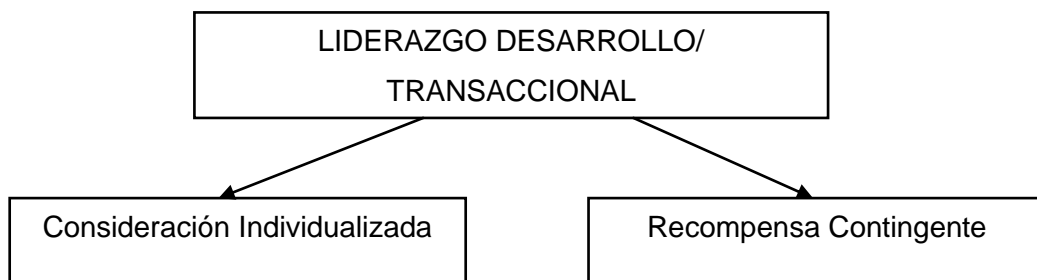 LIDERAZGO DESARROLLO/
TRANSACCIONAL
Consideración Individualizada
Recompensa Contingente